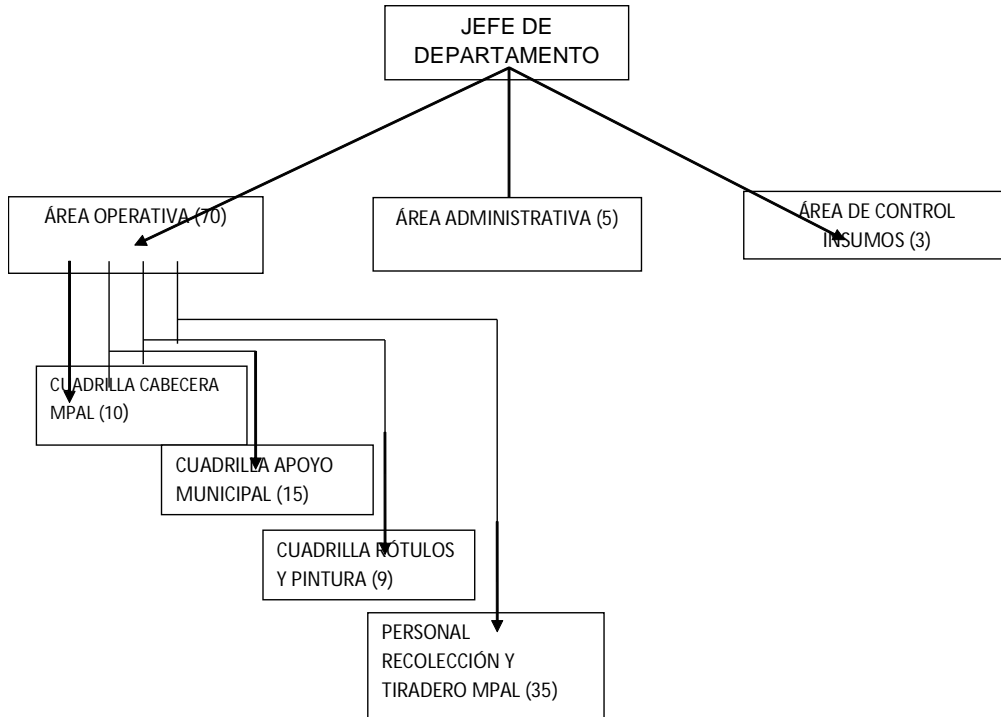 JEFE DE
DEPARTAMENTO
ÁREA OPERATIVA (70)
ÁREA ADMINISTRATIVA (5)
ÁREA DE CONTROL
INSUMOS (3)
CUADRILLA CABECERA
MPAL (10)
CUADRILLA APOYO
MUNICIPAL (15)
CUADRILLA RÓTULOS
Y PINTURA (9)
PERSONAL
RECOLECCIÓN Y
TIRADERO MPAL (35)